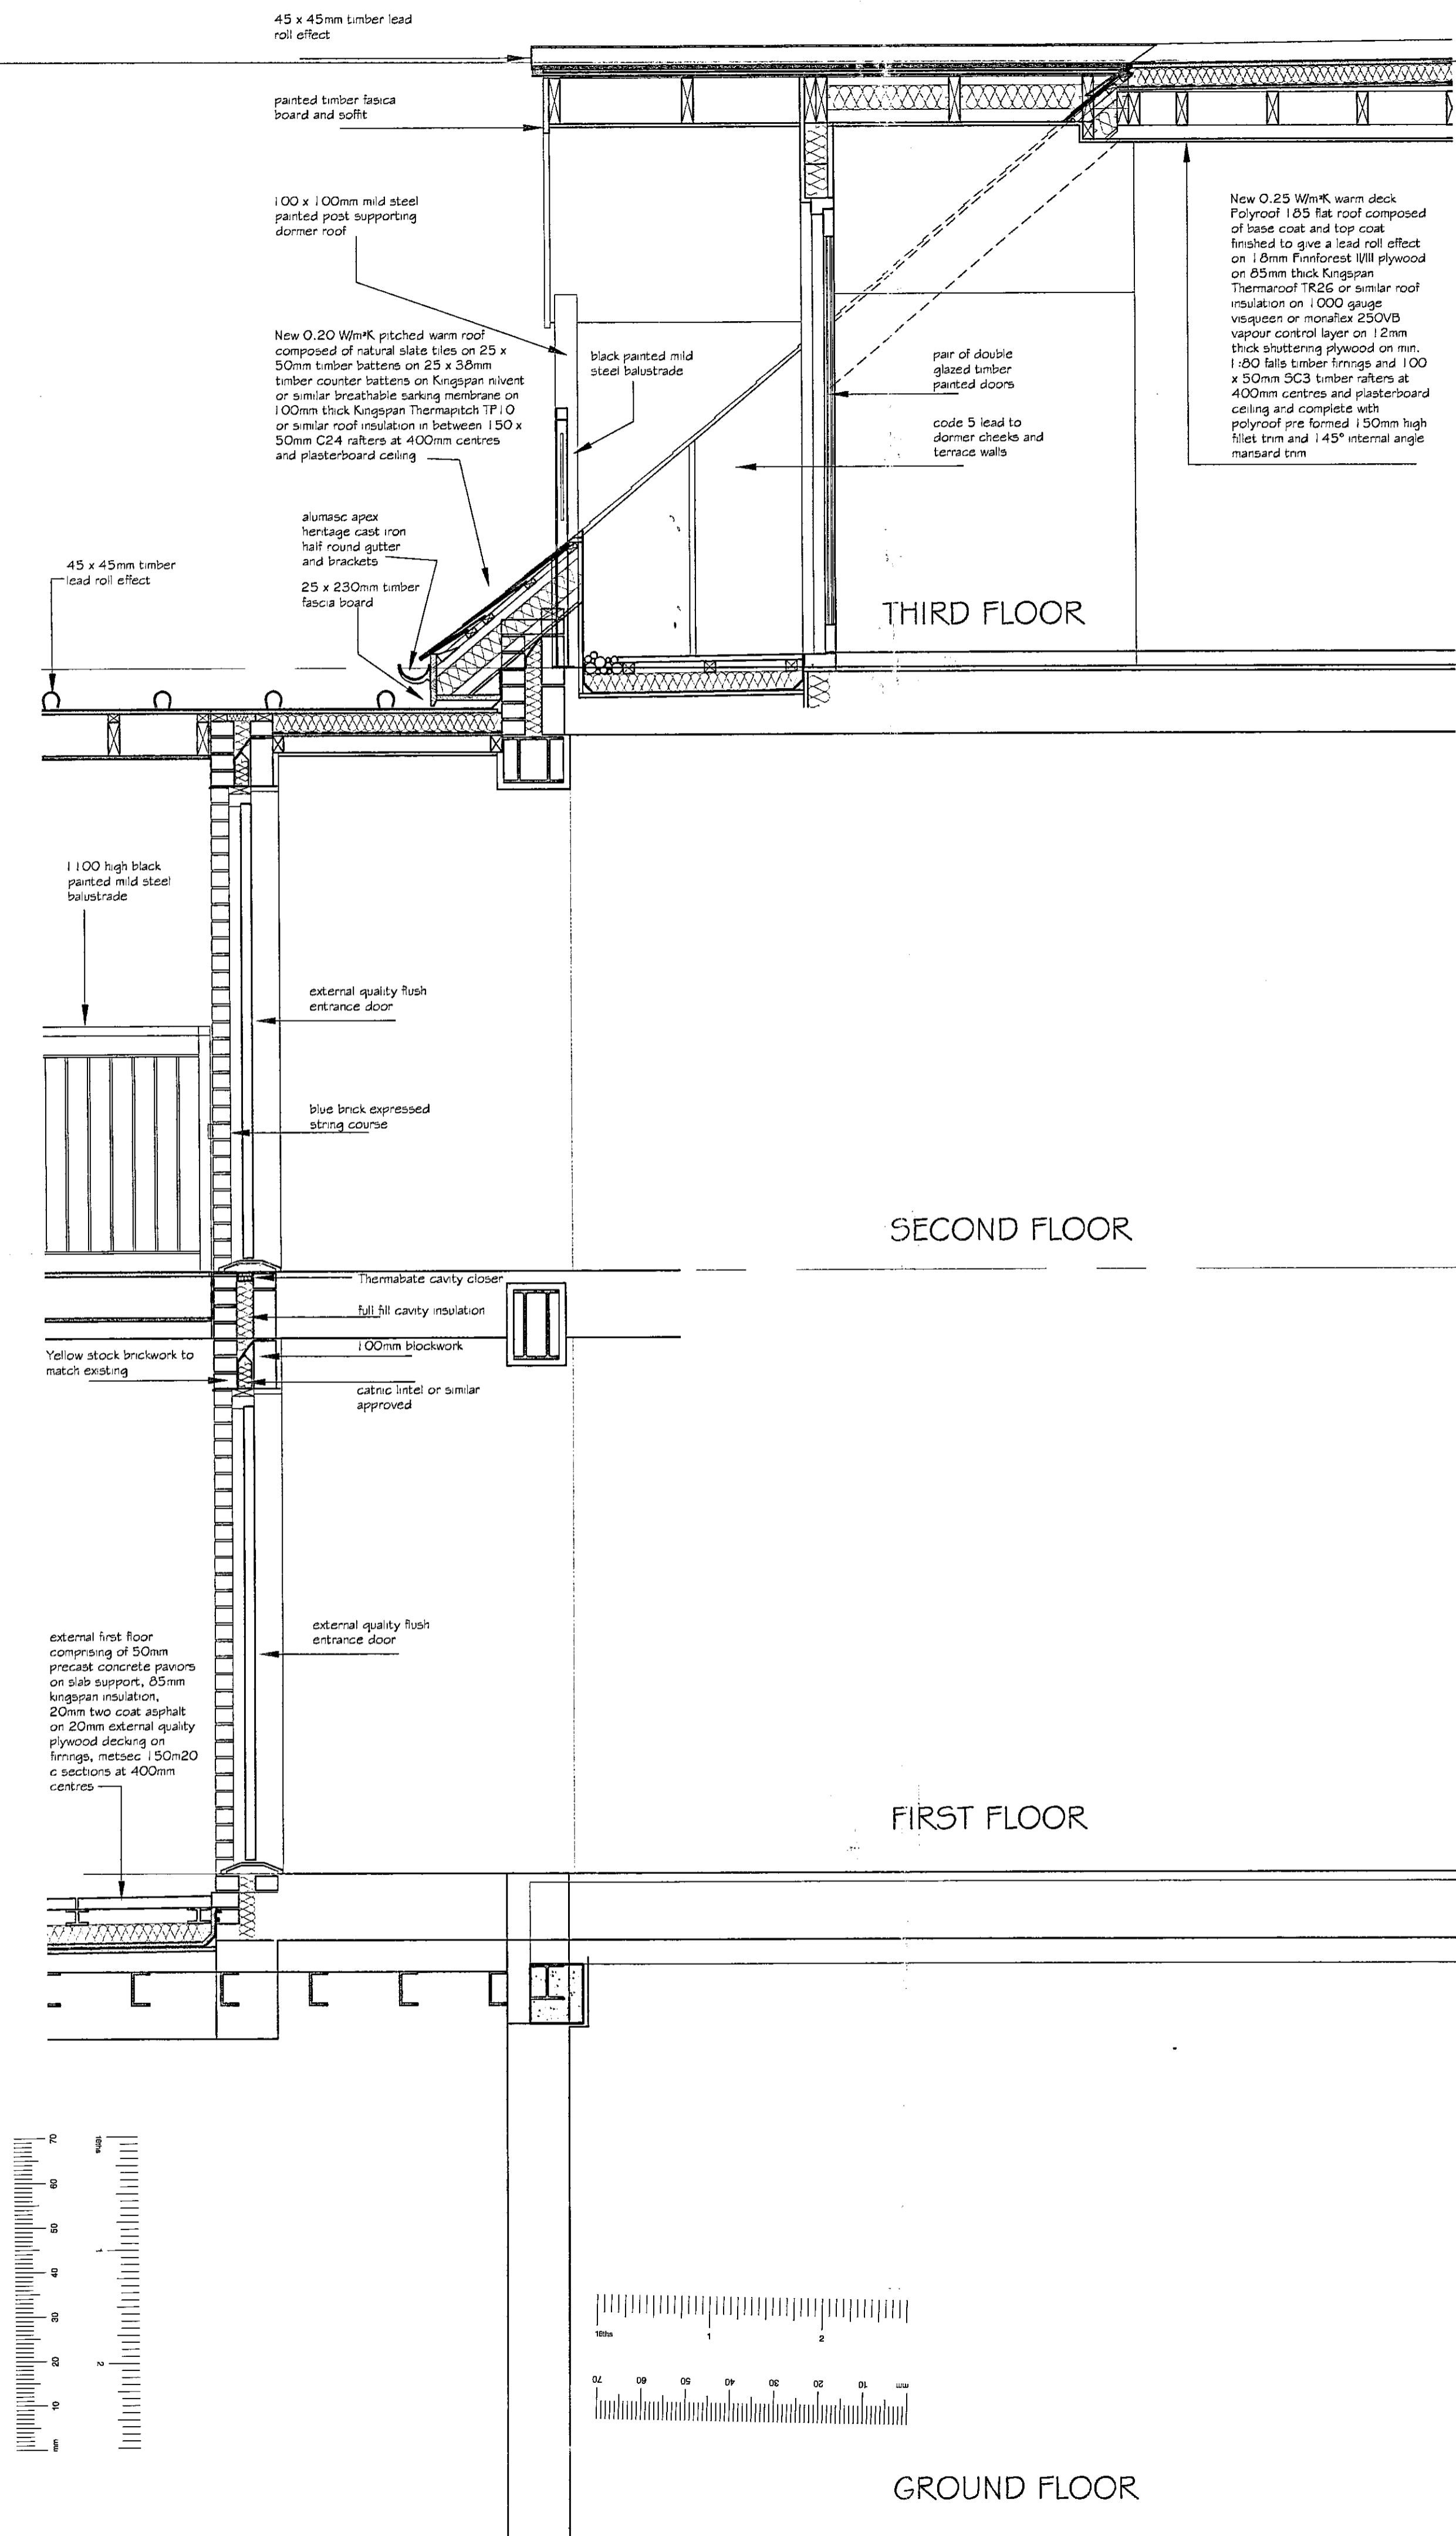 45 x 45mm timber lead
roll effect
painted timber fasica
board and soffit
100 x 100mm mild steel
painted post supporting
dormer roof
New 0.25 W/m²K warm deck
Polyroof 185 flat roof composed
of base coat and top coat
finished to give a lead roll effect
on 18mm Finnforest II/III plywood
on 85mm thick Kingspan
Thermaroof TR26 or similar roof
insulation on 1000 gauge
visqueen or monaflex 250VB
vapour control layer on 12mm
thick shuttering plywood on min.
1:80 falls timber firrings and 100
x 50mm SC3 timber rafters at
400mm centres and plasterboard
ceiling and complete with
polyroof pre formed 150mm high
fillet trim and 145° internal angle
mansard trim
New 0.20 W/m²K pitched warm roof
composed of natural slate tiles on 25 x
50mm timber battens on 25 x 38mm
timber counter battens on Kingspan nilvent
or similar breathable sarking membrane on
100mm thick Kingspan Thermapitch TP10
or similar roof insulation in between 150 x
50mm C24 rafters at 400mm centres
and plasterboard ceiling
black painted mild
steel balustrade
pair of double
glazed timber
painted doors
code 5 lead to
dormer cheeks and
terrace walls
alumasc apex
heritage cast iron
half round gutter
and brackets
25 x 230mm timber
fascia board
45 x 45mm timber
lead roll effect
THIRD FLOOR
1100 high black
painted mild steel
balustrade
external quality flush
entrance door
blue brick expressed
string course
SECOND FLOOR
Thermabate cavity closer
full fill cavity insulation
100mm blockwork
Yellow stock brickwork to
match existing
catnic lintel or similar
approved
external quality flush
entrance door
external first floor
comprising of 50mm
precast concrete paviors
on slab support, 85mm
kingspan insulation,
20mm two coat asphalt
on 20mm external quality
plywood decking on
firrings, metsec 150m20
c sections at 400mm
centres
FIRST FLOOR
70
60
50
40
30
20
10
mm
16ths
1
2
16ths
1
2
70
60
50
40
30
20
10
mm
GROUND FLOOR